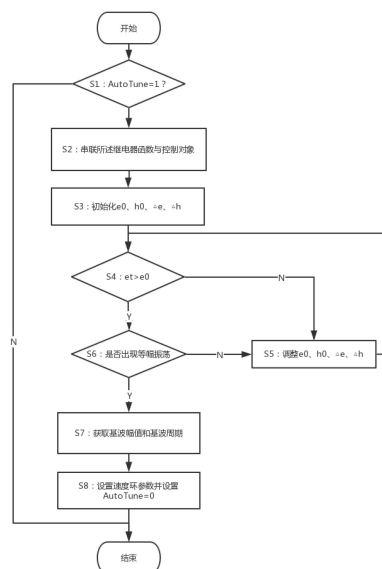 开始
S1：AutoTune=1？
S2：串联所述继电器函数与控制对象
S3：初始化e0、h0、△e、△h
S4：et>e0
N
Y
N
S6：是否出现等幅振荡
N
S5：调整e0、h0、△e、△h
Y
S7：获取基波幅值和基波周期
S8：设置速度环参数并设置
AutoTune=0
结束